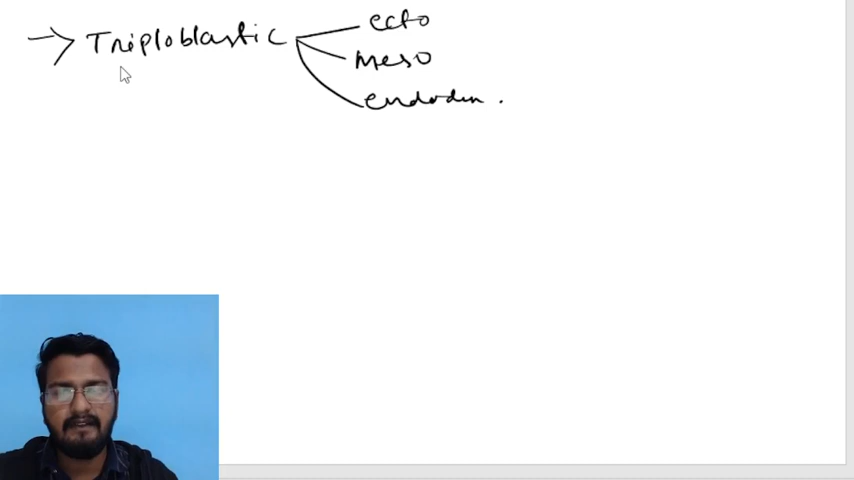 ecto
→ Triploblastic
meso
endoderm.